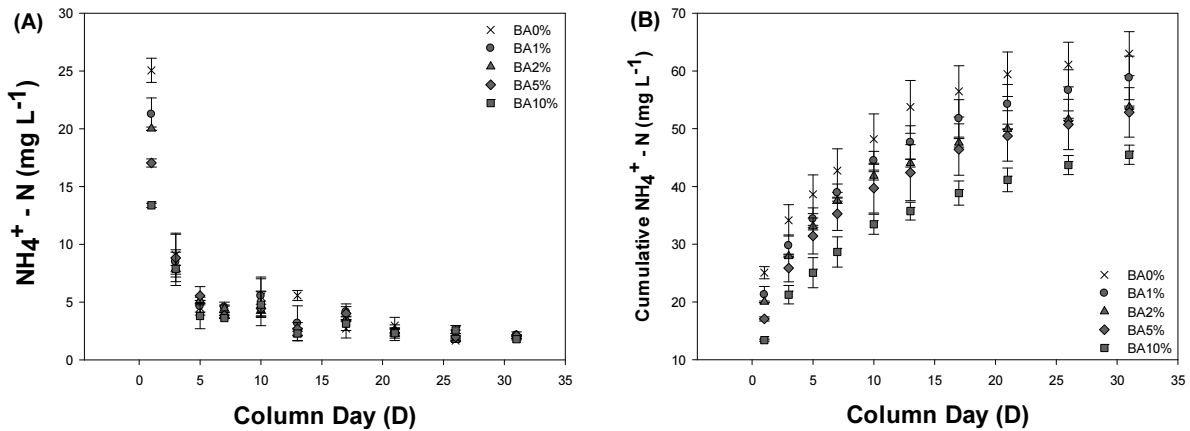 (A)
30
25
20
15
10
5
0
NH₄⁺ - N (mg L⁻¹)
BA0%
BA1%
BA2%
BA5%
BA10%
0 5 10 15 20 25 30 35
Column Day (D)
(B)
70
60
50
40
30
20
10
Cumulative NH₄⁺ - N (mg L⁻¹)
BA0%
BA1%
BA2%
BA5%
BA10%
0 5 10 15 20 25 30 35
Column Day (D)